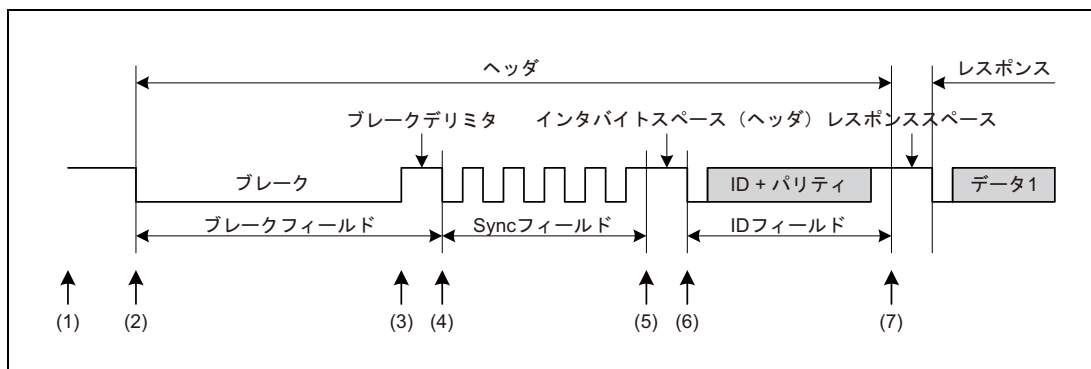 ヘッダ
レスポンス
ブレークデリミタ
インタバイトスペース（ヘッダ）
レスポンススペース
ブレーク
ID + パリティ
データ1
ブレークフィールド
Syncフィールド
IDフィールド
(1)
(2)
(3)
(4)
(5)
(6)
(7)